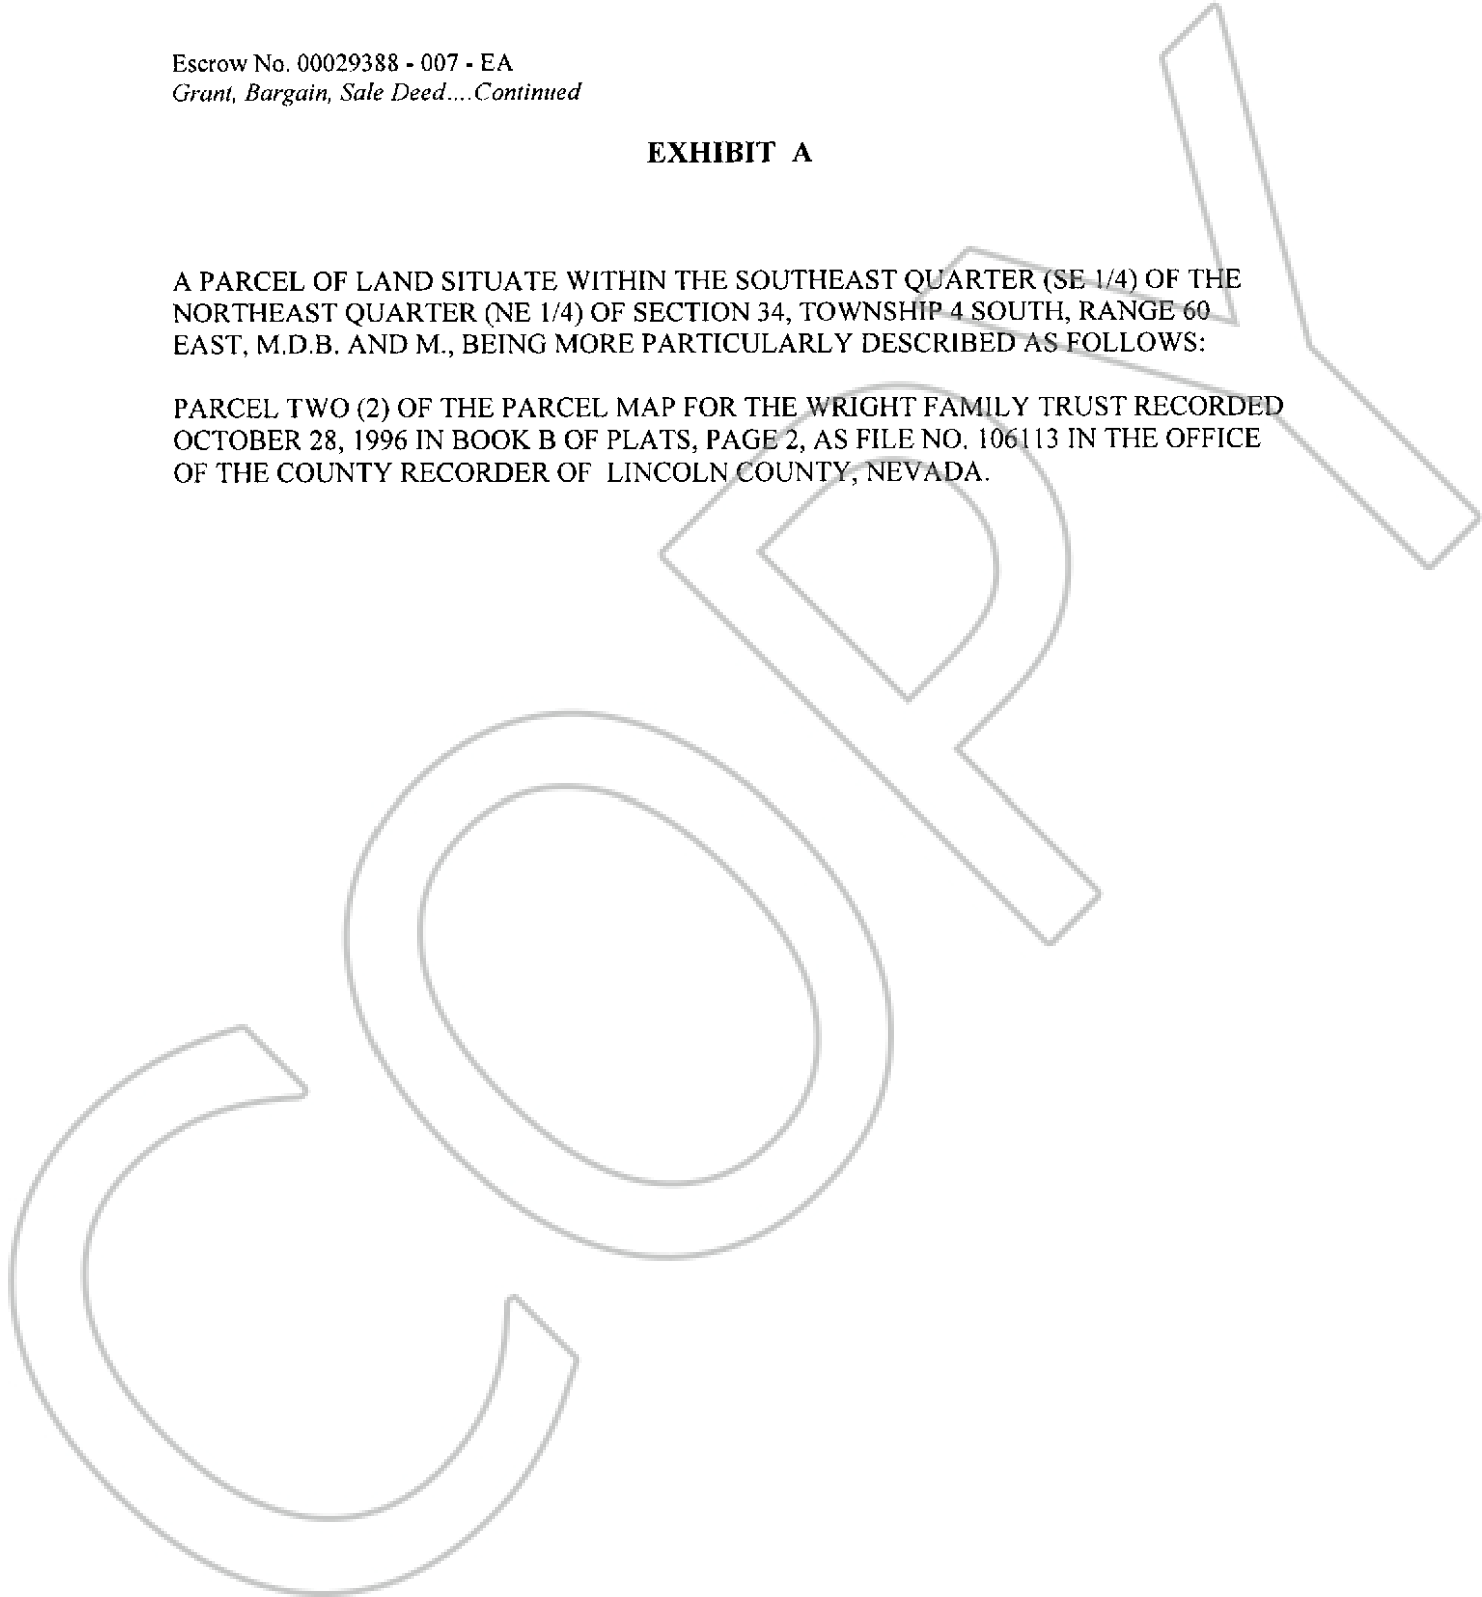 Escrow No. 00029388 - 007 - EA
Grant, Bargain, Sale Deed....Continued
EXHIBIT A
A PARCEL OF LAND SITUATE WITHIN THE SOUTHEAST QUARTER (SE 1/4) OF THE
NORTHEAST QUARTER (NE 1/4) OF SECTION 34, TOWNSHIP 4 SOUTH, RANGE 60
EAST, M.D.B. AND M., BEING MORE PARTICULARLY DESCRIBED AS FOLLOWS:
PARCEL TWO (2) OF THE PARCEL MAP FOR THE WRIGHT FAMILY TRUST RECORDED
OCTOBER 28, 1996 IN BOOK B OF PLATS, PAGE 2, AS FILE NO. 106113 IN THE OFFICE
OF THE COUNTY RECORDER OF LINCOLN COUNTY, NEVADA.
COPY